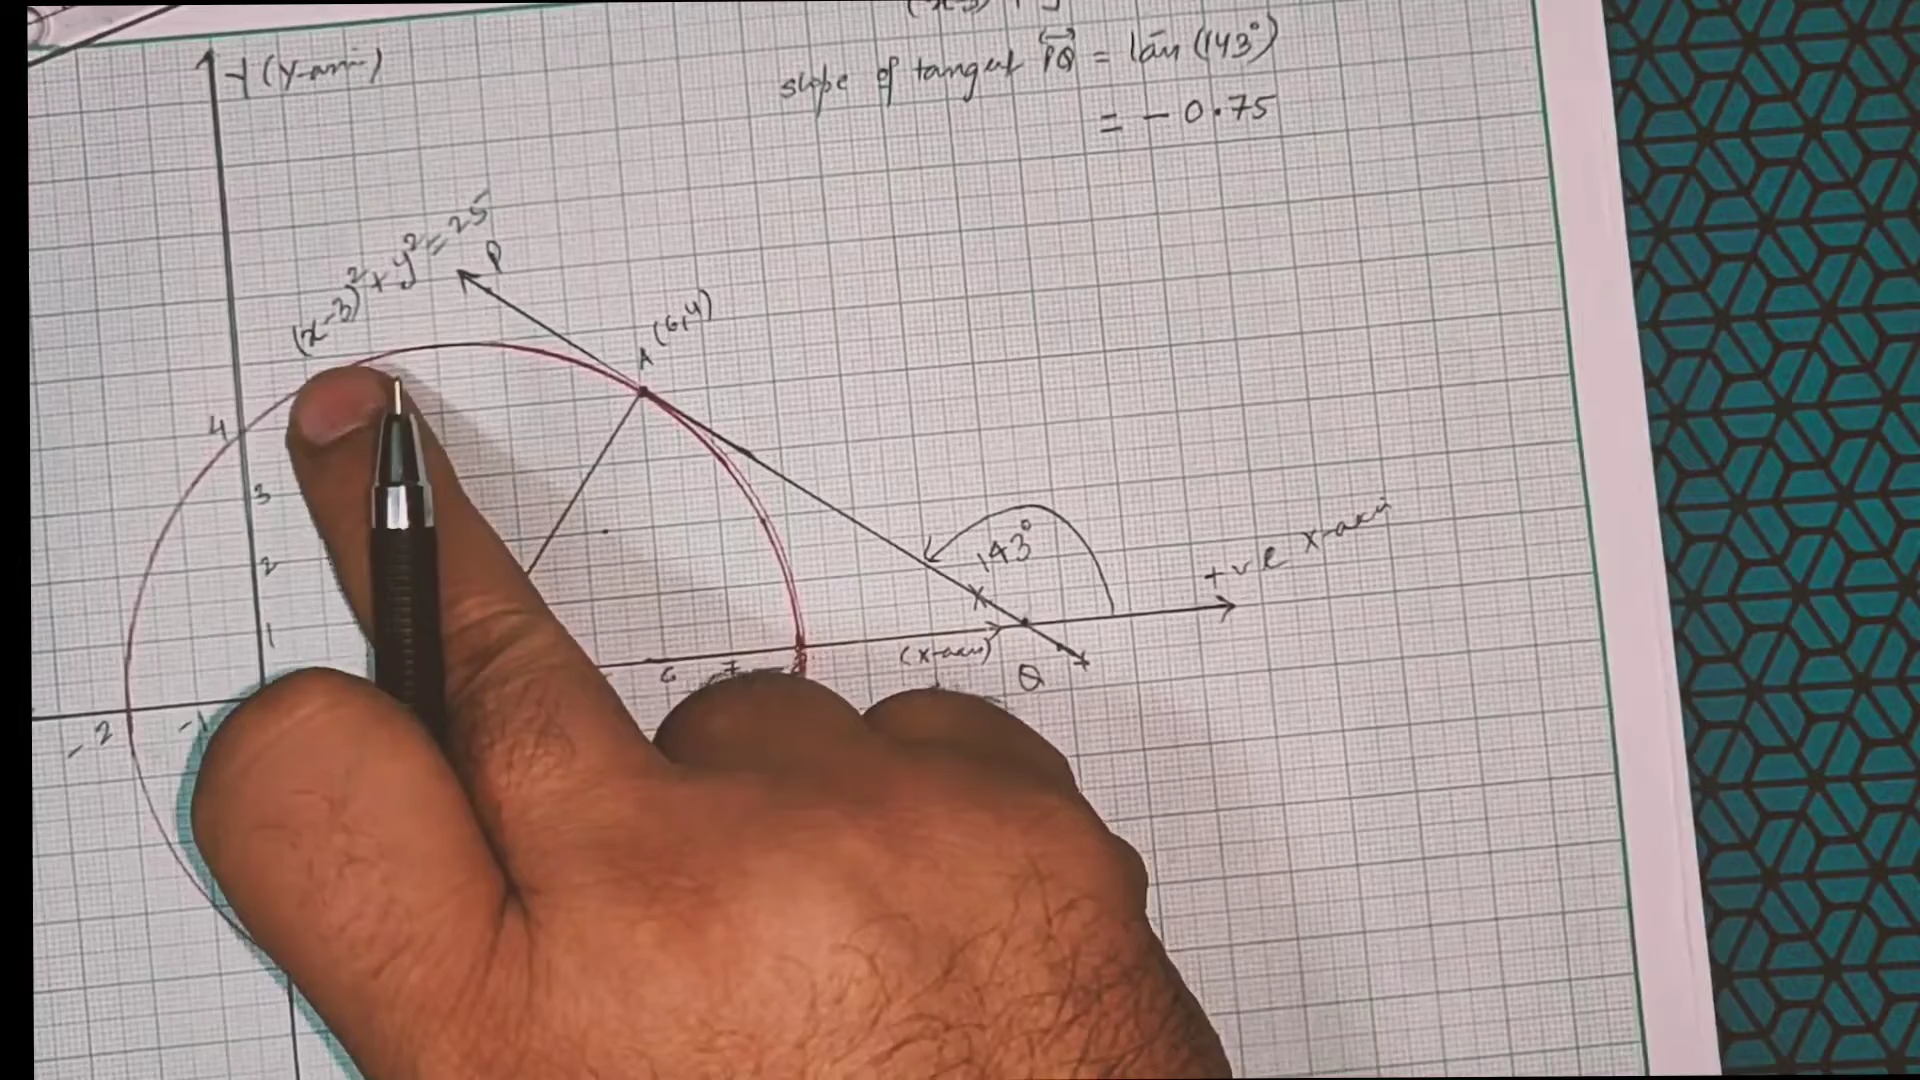 slope of tangent PQ = tan (143°)
= - 0.75
Y (Y-axis)
(x-3)² + y² = 25
P
A (6,4)
4
3
2
1
143°
+ve x-axis
(x-axis)
Q
6 7
-2 -1